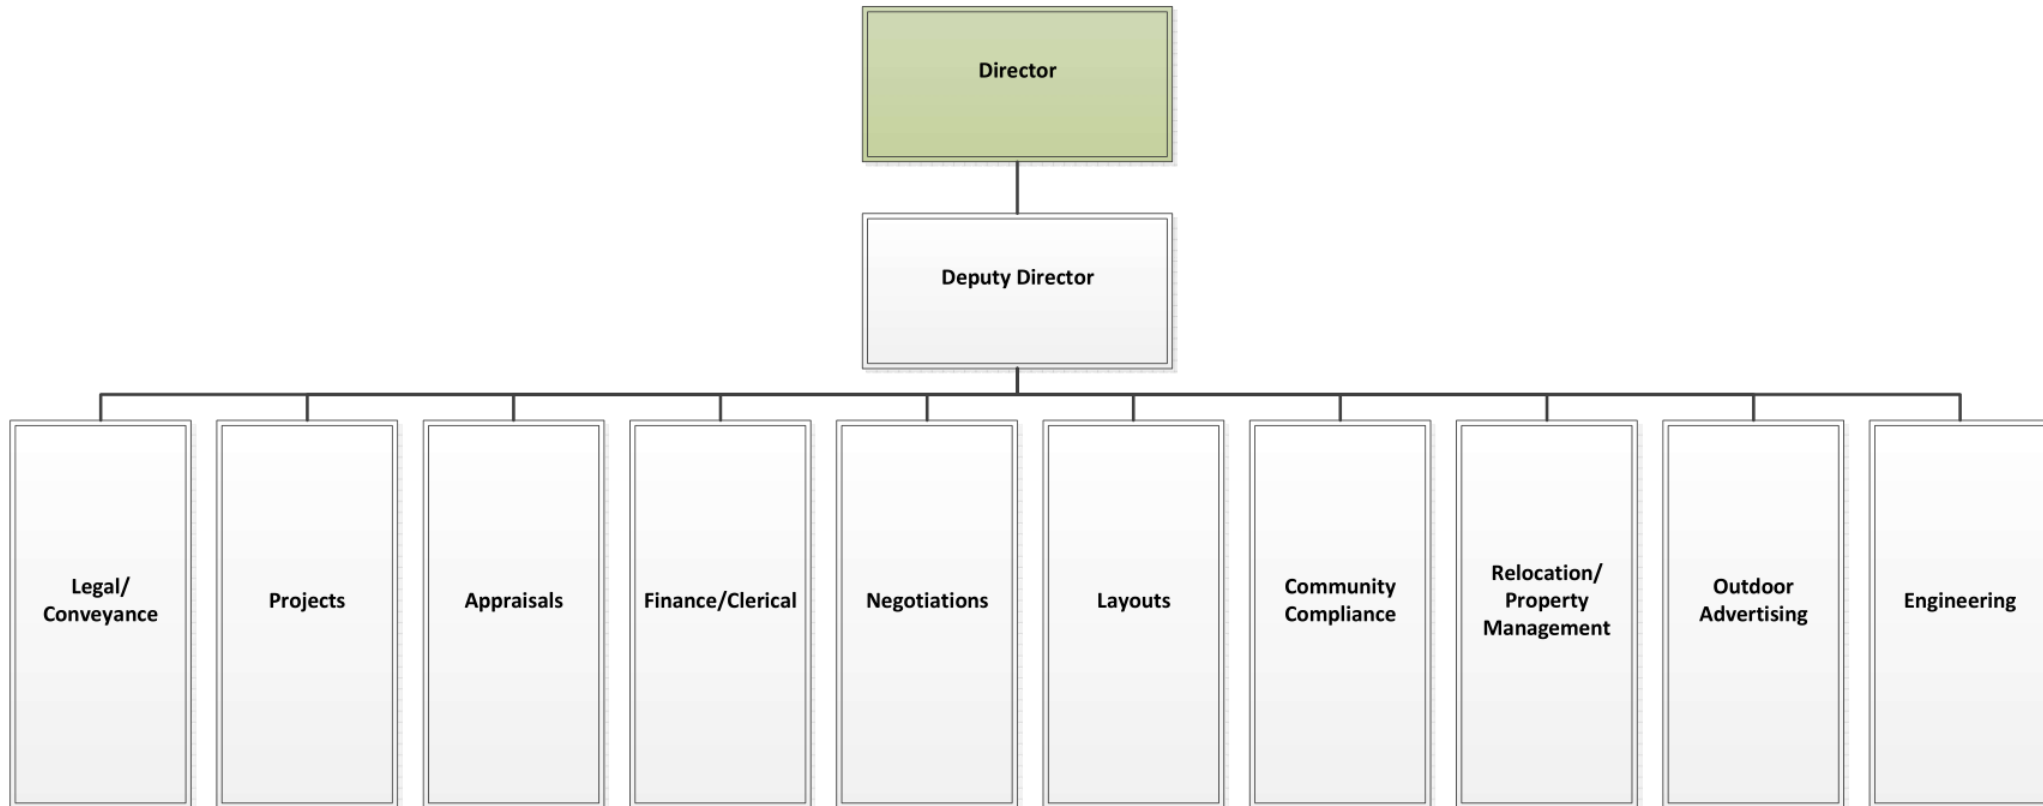 Director
Deputy Director
Legal/
Conveyance
Projects
Appraisals
Finance/Clerical
Negotiations
Layouts
Community
Compliance
Relocation/
Property
Management
Outdoor
Advertising
Engineering